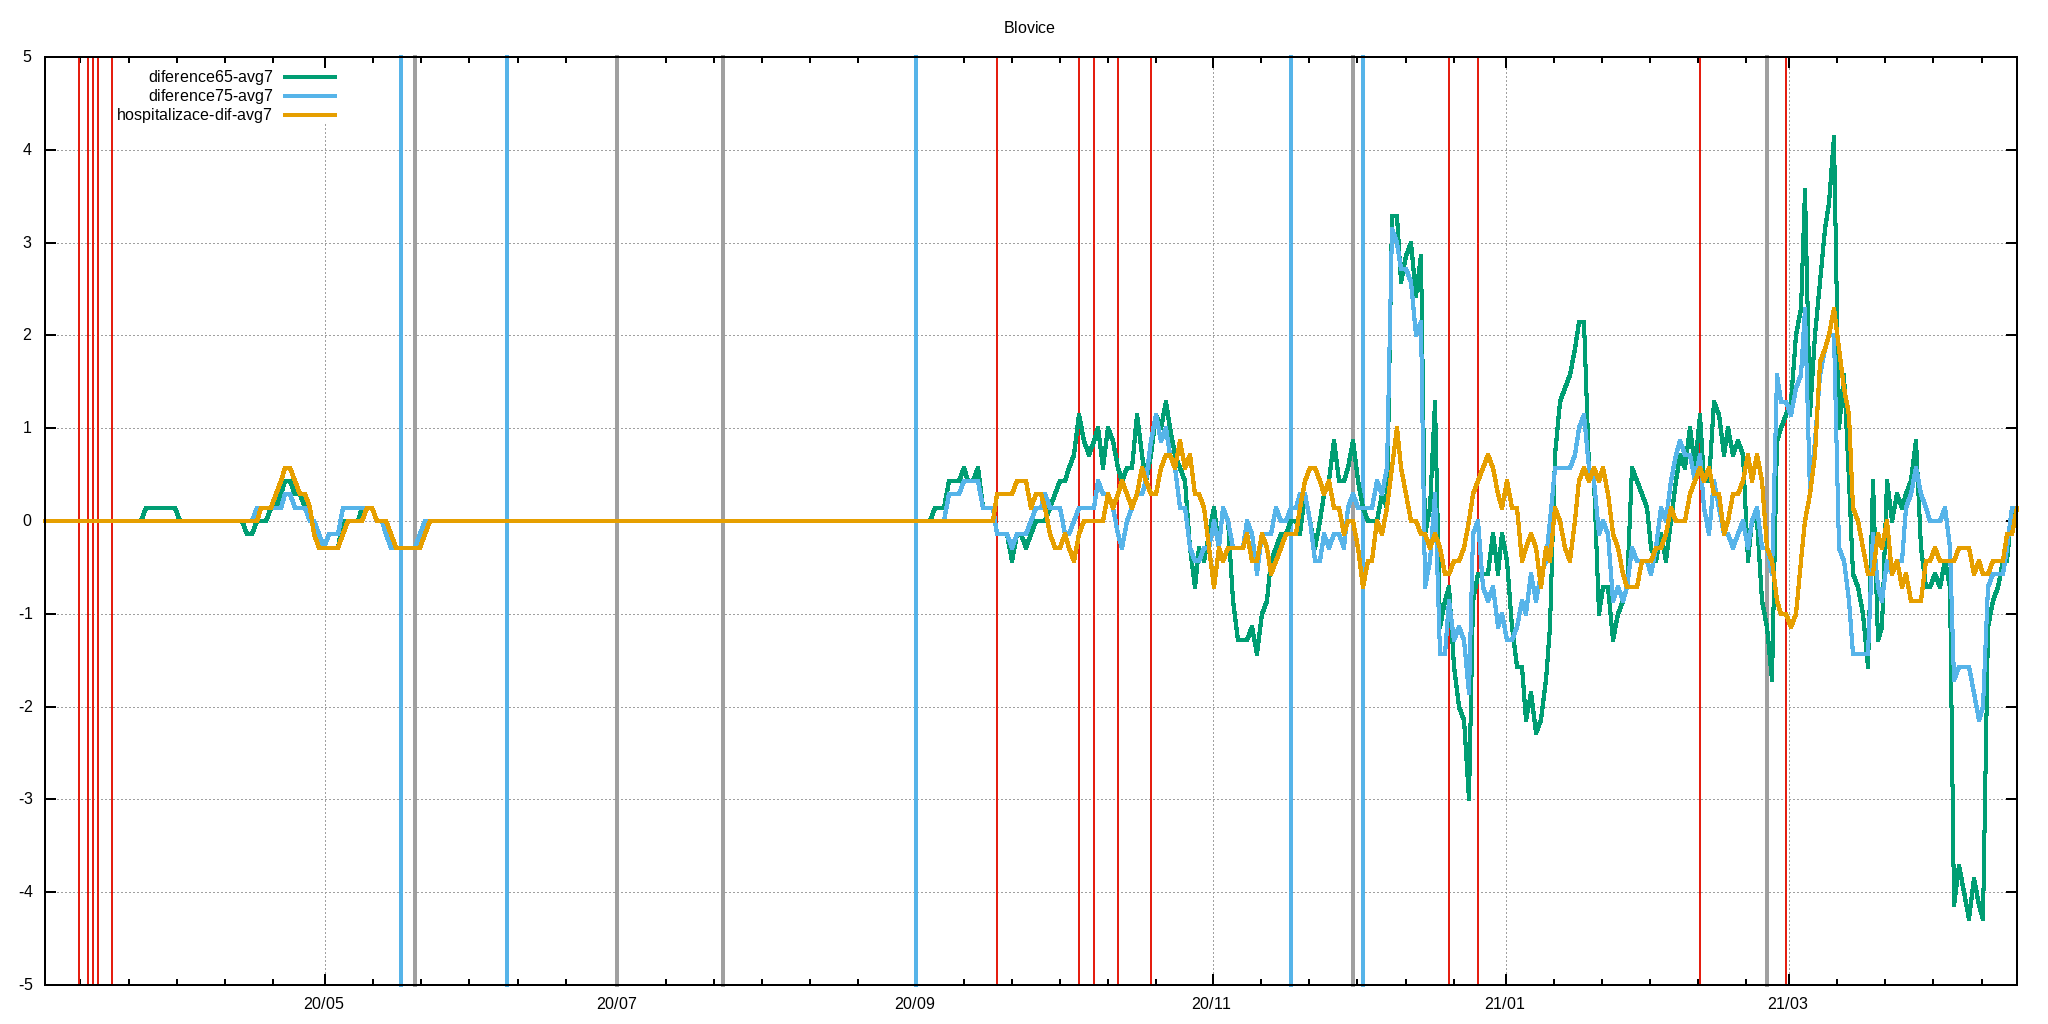 Blovice
diference65-avg7
diference75-avg7
hospitalizace-dif-avg7
5
4
3
2
1
0
-1
-2
-3
-4
-5
20/05 20/07 20/09 20/11 21/01 21/03